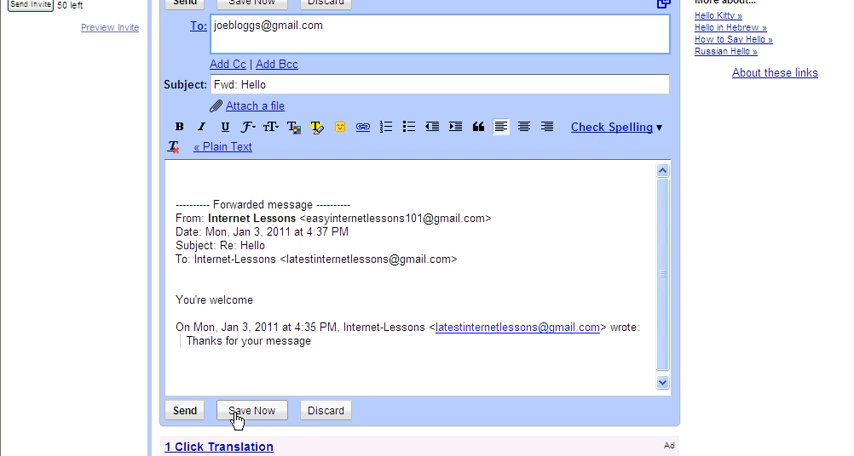 Send Save Now Discard
More about...
Send Invite 50 left
Preview Invite
To: joebloggs@gmail.com
Hello Kitty »
Hello in Hebrew »
How to Say Hello »
Russian Hello »
About these links
Add Cc | Add Bcc
Subject: Fwd: Hello
Attach a file
B I U Check Spelling ▼
« Plain Text
---------- Forwarded message ----------
From: Internet Lessons <easyinternetlessons101@gmail.com>
Date: Mon, Jan 3, 2011 at 4:37 PM
Subject: Re: Hello
To: Internet-Lessons <latestinternetlessons@gmail.com>
You're welcome
On Mon, Jan 3, 2011 at 4:35 PM, Internet-Lessons <latestinternetlessons@gmail.com> wrote:
Thanks for your message
Send Save Now Discard
1 Click Translation Ad